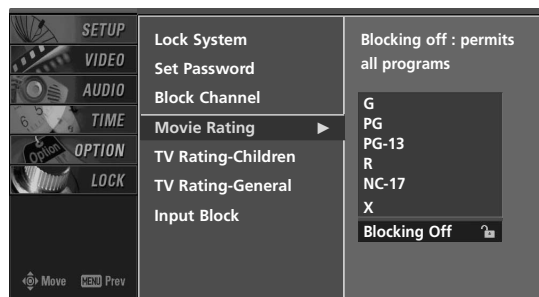 SETUP
VIDEO
AUDIO
TIME
OPTION
LOCK
Option
Move MENU Prev
Lock System
Set Password
Block Channel
Movie Rating ►
TV Rating-Children
TV Rating-General
Input Block
Blocking off : permits
all programs
G
PG
PG-13
R
NC-17
X
Blocking Off